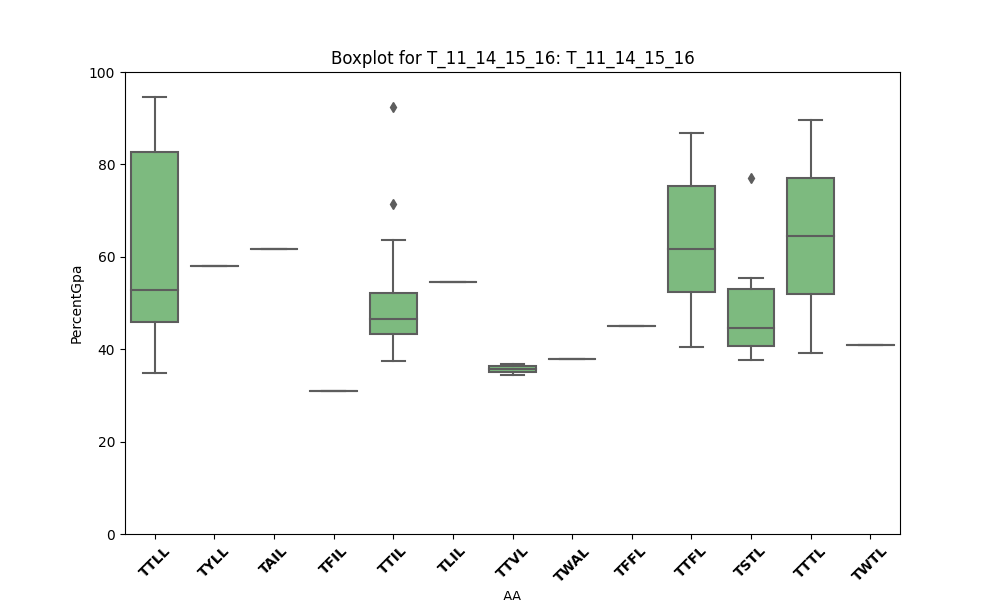 Boxplot for T_11_14_15_16: T_11_14_15_16
PercentGpa
100
80
60
40
20
0
TTLL TYLL TAIL TFIL TTIL TLIL TTVL TWAL TFFL TTFL TSTL TTTL TWTL
AA